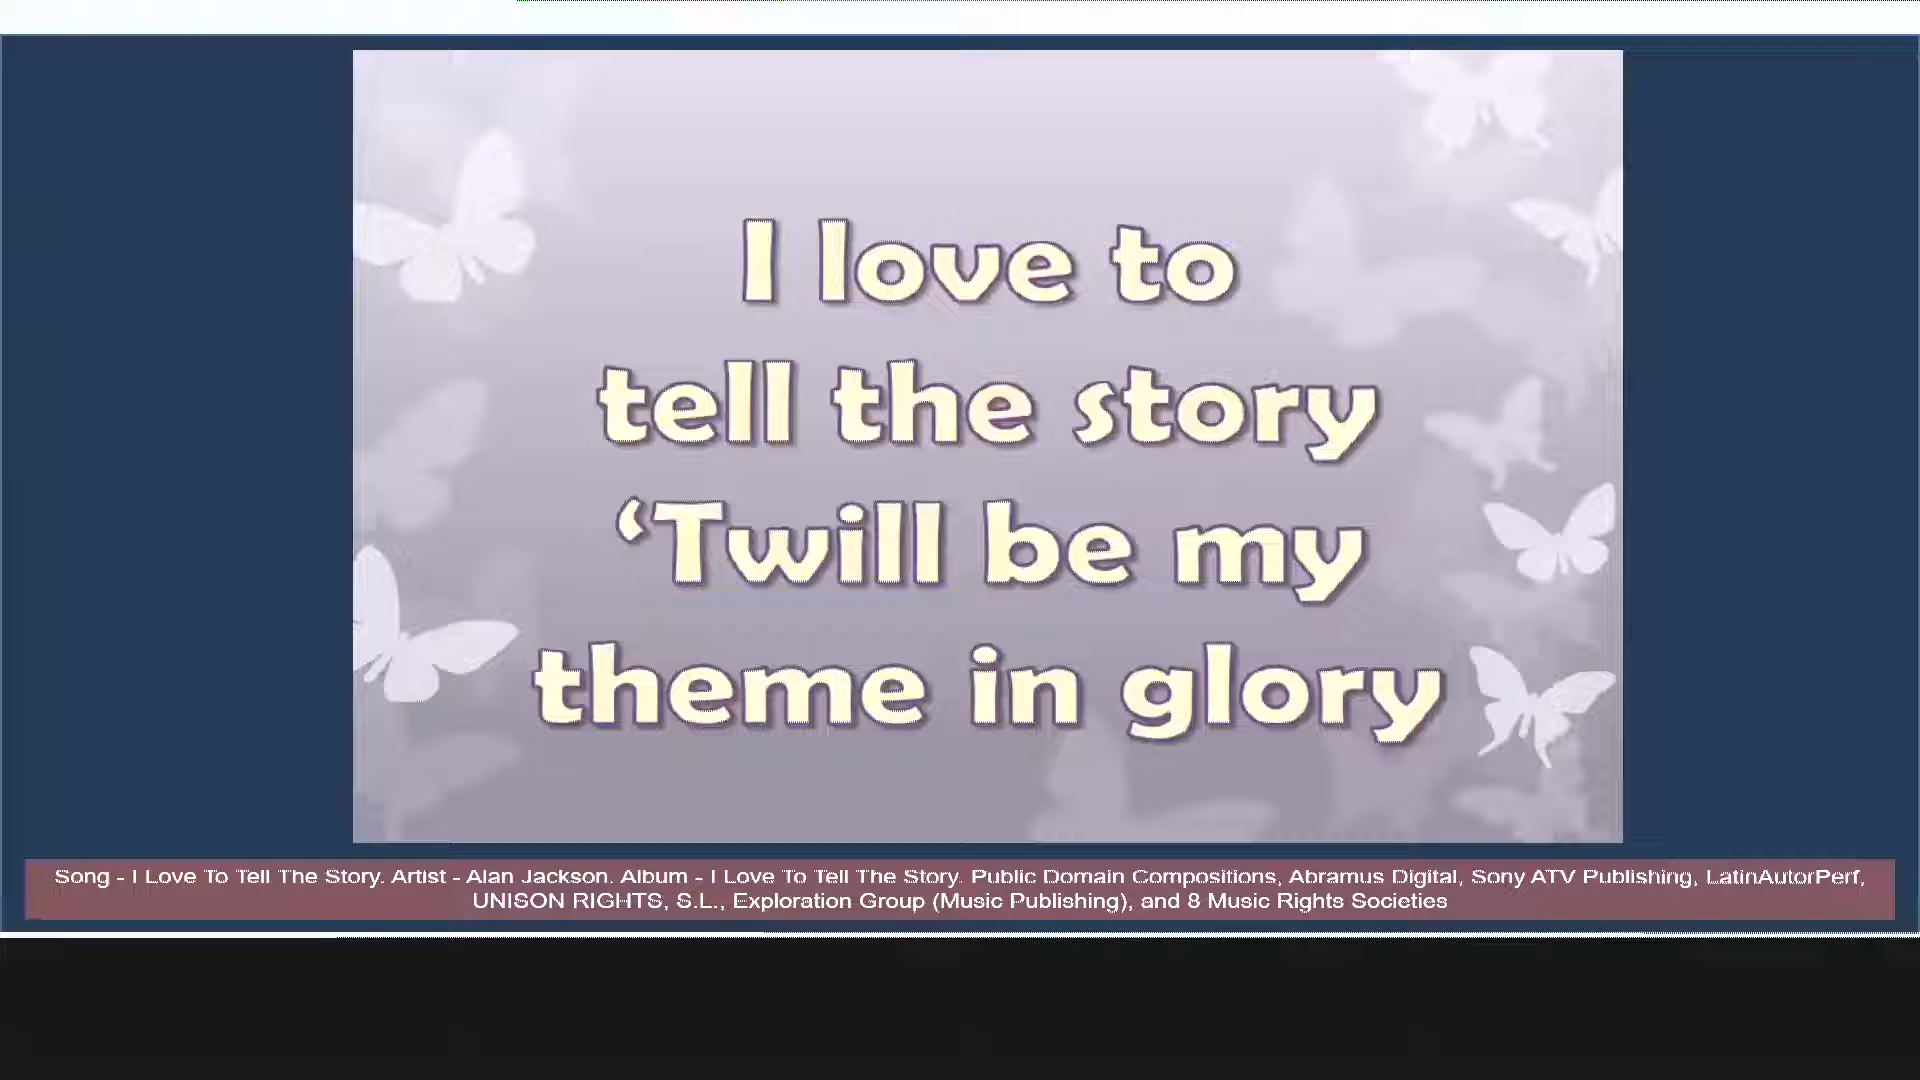 I love to
tell the story
‘Twill be my
theme in glory
Song - I Love To Tell The Story. Artist - Alan Jackson. Album - I Love To Tell The Story. Public Domain Compositions, Abramus Digital, Sony ATV Publishing, LatinAutorPerf,
UNISON RIGHTS, S.L., Exploration Group (Music Publishing), and 8 Music Rights Societies